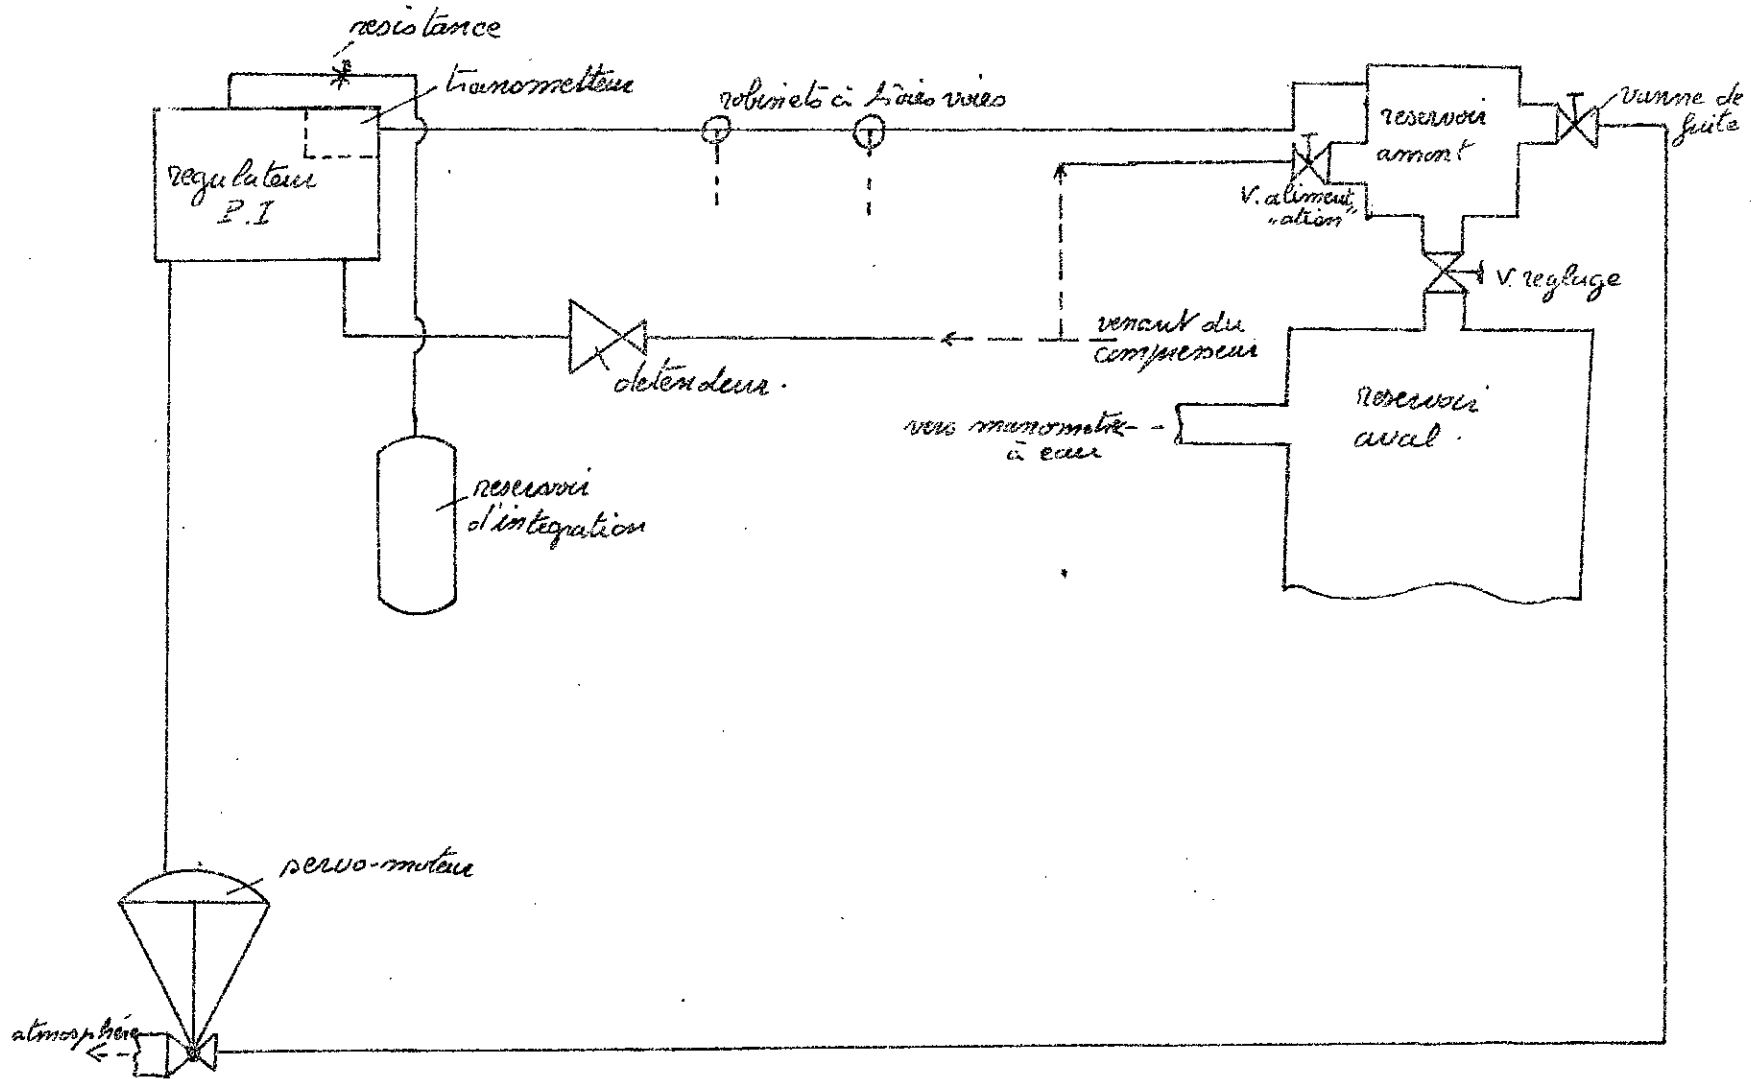 resistance
transmetteur
robinets à trois voies
vanne de
fuite
reservoir
amont
regulateur
P.I
V. aliment
"ation"
V. reglage
venant du
compresseur
detendeur.
reservoir
aval.
vers manometre
à eau
reservoir
d'integration
servo-moteur
atmosphére